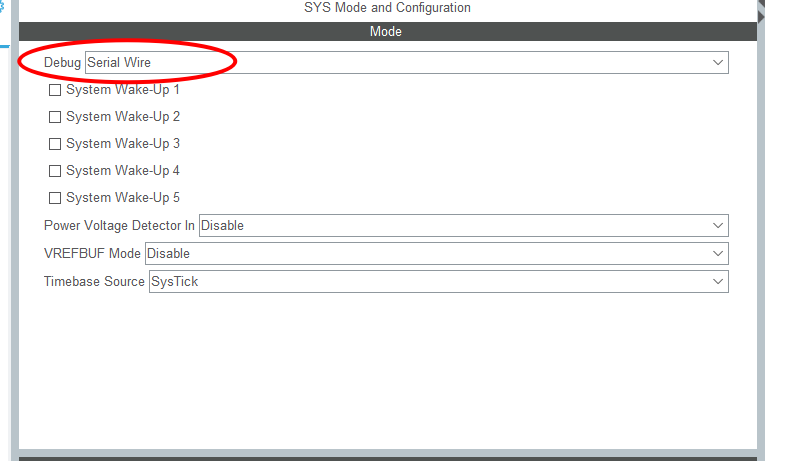 SYS Mode and Configuration
Mode
Debug Serial Wire
System Wake-Up 1
System Wake-Up 2
System Wake-Up 3
System Wake-Up 4
System Wake-Up 5
Power Voltage Detector In Disable
VREFBUF Mode Disable
Timebase Source SysTick